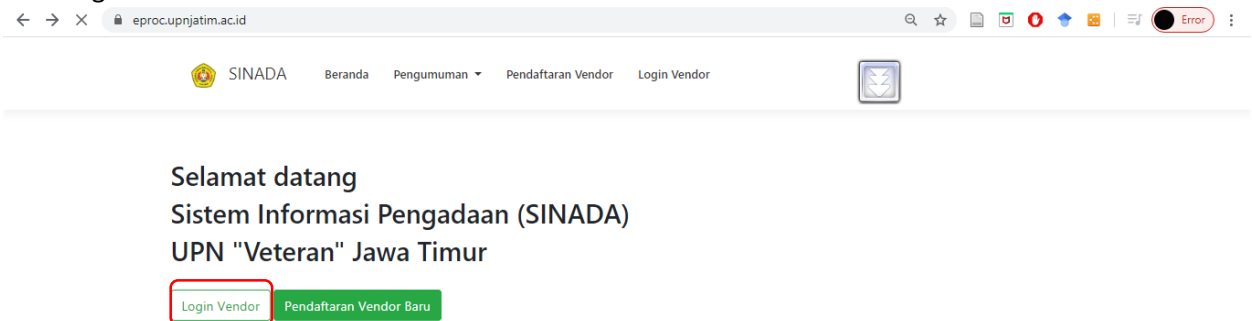 eproc.upnjatim.ac.id
Error
SINADA Beranda Pengumuman Pendaftaran Vendor Login Vendor
Selamat datang
Sistem Informasi Pengadaan (SINADA)
UPN "Veteran" Jawa Timur
Login Vendor Pendaftaran Vendor Baru